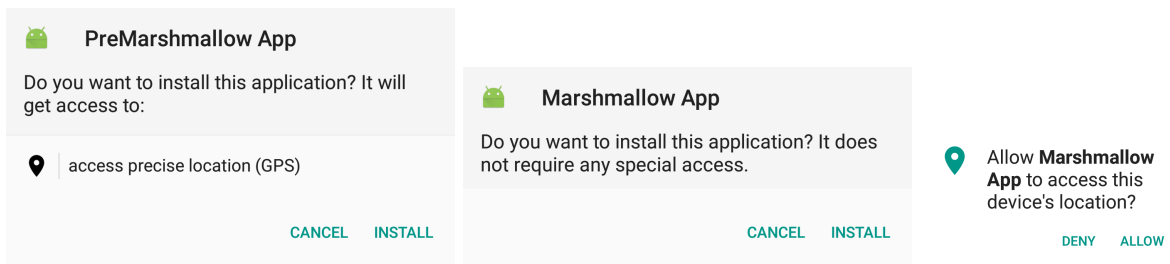 PreMarshmallow App
Do you want to install this application? It will
get access to:
access precise location (GPS)
CANCEL INSTALL
Marshmallow App
Do you want to install this application? It does
not require any special access.
CANCEL INSTALL
Allow Marshmallow
App to access this
device's location?
DENY ALLOW